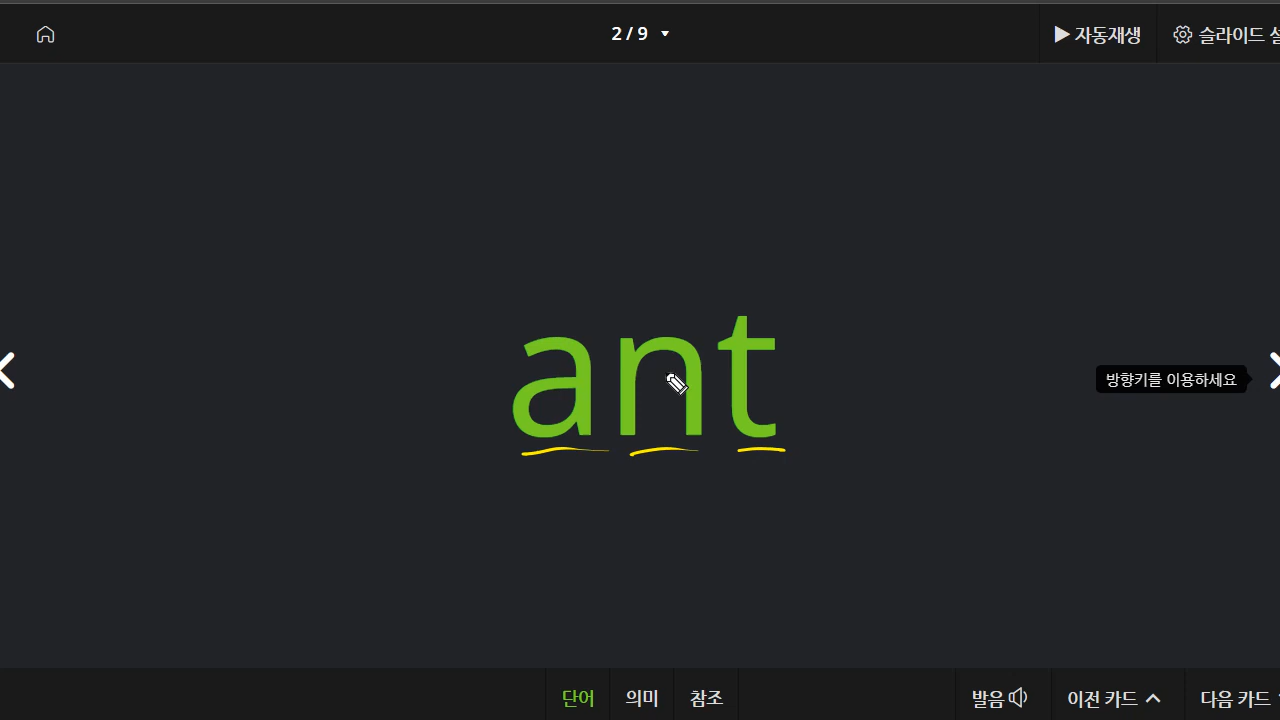 2 / 9
자동재생
슬라이드
ant
방향키를 이용하세요
단어
의미
참조
발음
이전 카드
다음 카드